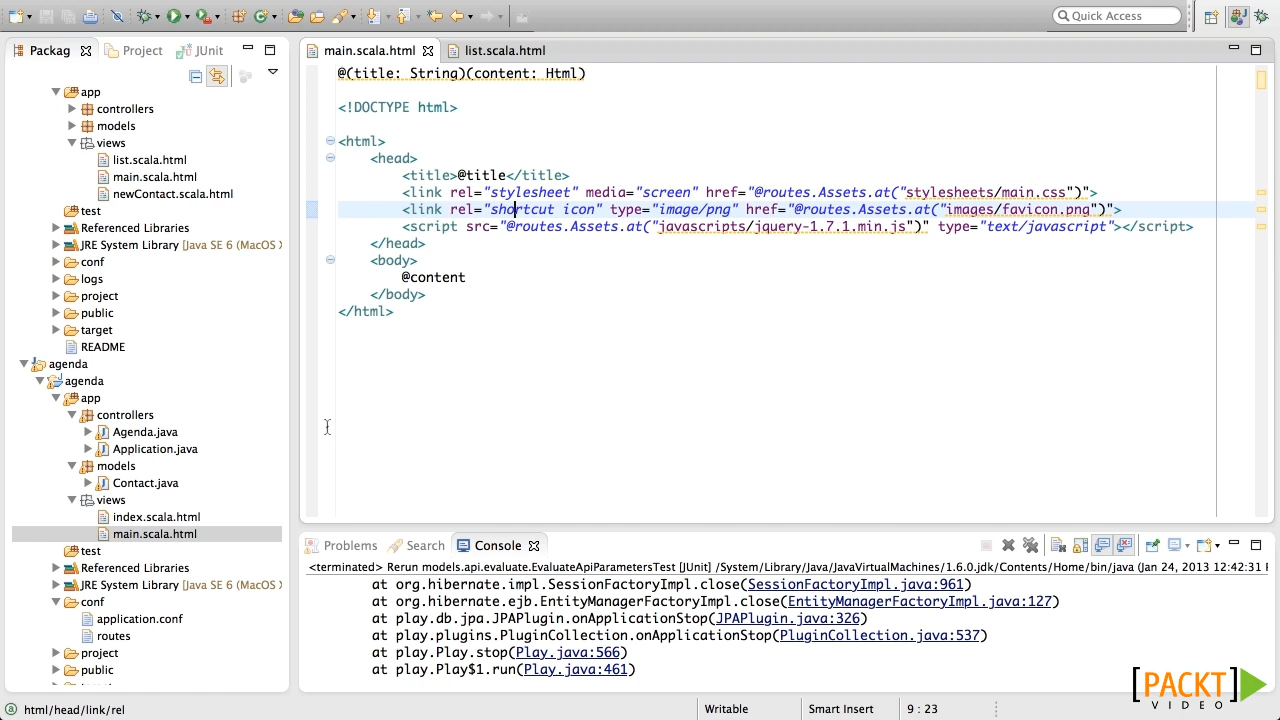 Quick Access
Packag
Project
JUnit
app
controllers
models
views
list.scala.html
main.scala.html
newContact.scala.html
test
Referenced Libraries
JRE System Library [Java SE 6 (MacOS X
conf
logs
project
public
target
README
agenda
agenda
app
controllers
Agenda.java
Application.java
models
Contact.java
views
index.scala.html
main.scala.html
test
Referenced Libraries
JRE System Library [Java SE 6 (MacOS X
conf
application.conf
routes
project
public
main.scala.html
list.scala.html
@(title: String)(content: Html)
<!DOCTYPE html>
<html>
<head>
<title>@title</title>
<link rel="stylesheet" media="screen" href="@routes.Assets.at("stylesheets/main.css")">
<link rel="shortcut icon" type="image/png" href="@routes.Assets.at("images/favicon.png")">
<script src="@routes.Assets.at("javascripts/jquery-1.7.1.min.js")" type="text/javascript"></script>
</head>
<body>
@content
</body>
</html>
Problems
Search
Console
<terminated> Rerun models.api.evaluate.EvaluateApiParametersTest [JUnit] /System/Library/Java/JavaVirtualMachines/1.6.0.jdk/Contents/Home/bin/java (Jan 24, 2013 12:42:31 P
at org.hibernate.impl.SessionFactoryImpl.close(SessionFactoryImpl.java:961)
at org.hibernate.ejb.EntityManagerFactoryImpl.close(EntityManagerFactoryImpl.java:127)
at play.db.jpa.JPAPlugin.onApplicationStop(JPAPlugin.java:326)
at play.plugins.PluginCollection.onApplicationStop(PluginCollection.java:537)
at play.Play.stop(Play.java:566)
at play.Play$1.run(Play.java:461)
[PACKT]
VIDEO
html/head/link/rel
Writable
Smart Insert
9 : 23